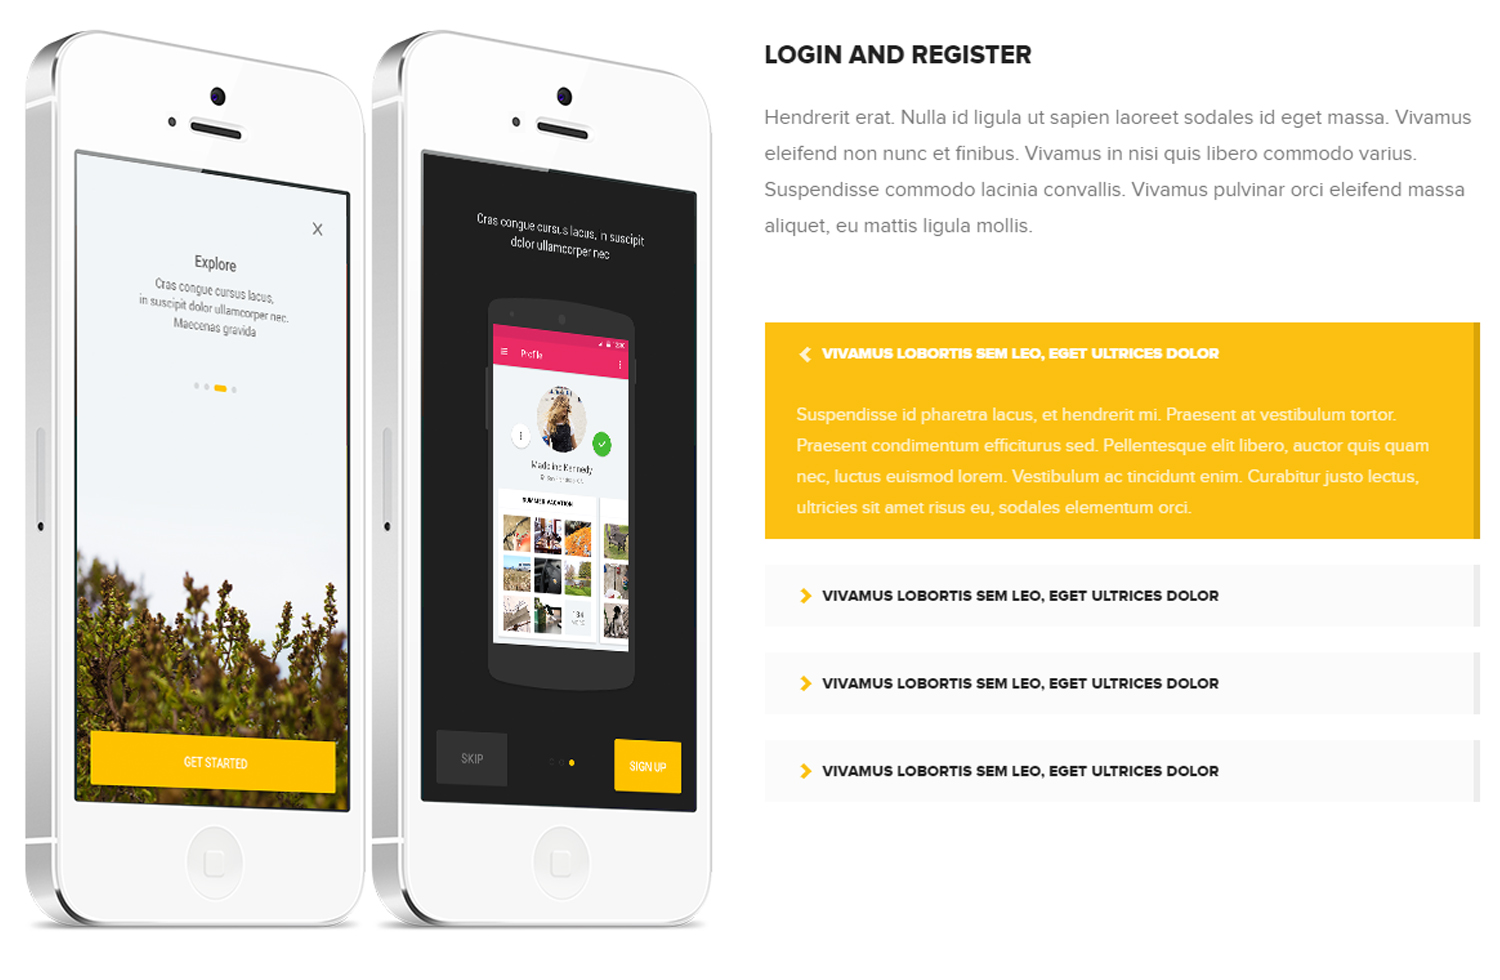 Explore
Cras congue cursus lacus,
in suscipit dolor ullamcorper nec.
Maecenas gravida
GET STARTED
Cras congue cursus lacus, in suscipit
dolor ullamcorper nec
Profile
Madeline Kennedy
SUMMER VACATION
SKIP
SIGN UP
LOGIN AND REGISTER
Hendrerit erat. Nulla id ligula ut sapien laoreet sodales id eget massa. Vivamus
eleifend non nunc et finibus. Vivamus in nisi quis libero commodo varius.
Suspendisse commodo lacinia convallis. Vivamus pulvinar orci eleifend massa
aliquet, eu mattis ligula mollis.
VIVAMUS LOBORTIS SEM LEO, EGET ULTRICES DOLOR
Suspendisse id pharetra lacus, et hendrerit mi. Praesent at vestibulum tortor.
Praesent condimentum efficiturus sed. Pellentesque elit libero, auctor quis quam
nec, luctus euismod lorem. Vestibulum ac tincidunt enim. Curabitur justo lectus,
ultricies sit amet risus eu, sodales elementum orci.
VIVAMUS LOBORTIS SEM LEO, EGET ULTRICES DOLOR
VIVAMUS LOBORTIS SEM LEO, EGET ULTRICES DOLOR
VIVAMUS LOBORTIS SEM LEO, EGET ULTRICES DOLOR